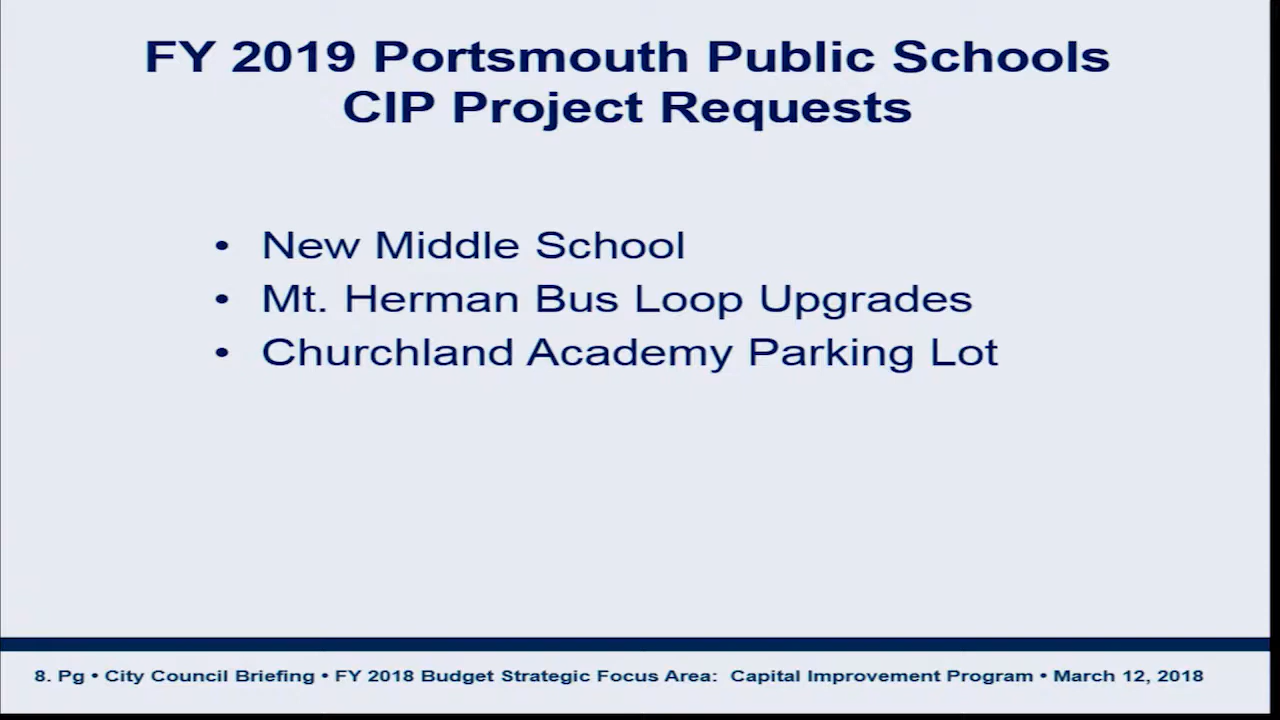 FY 2019 Portsmouth Public Schools
CIP Project Requests
• New Middle School
• Mt. Herman Bus Loop Upgrades
• Churchland Academy Parking Lot
8. Pg • City Council Briefing • FY 2018 Budget Strategic Focus Area: Capital Improvement Program • March 12, 2018